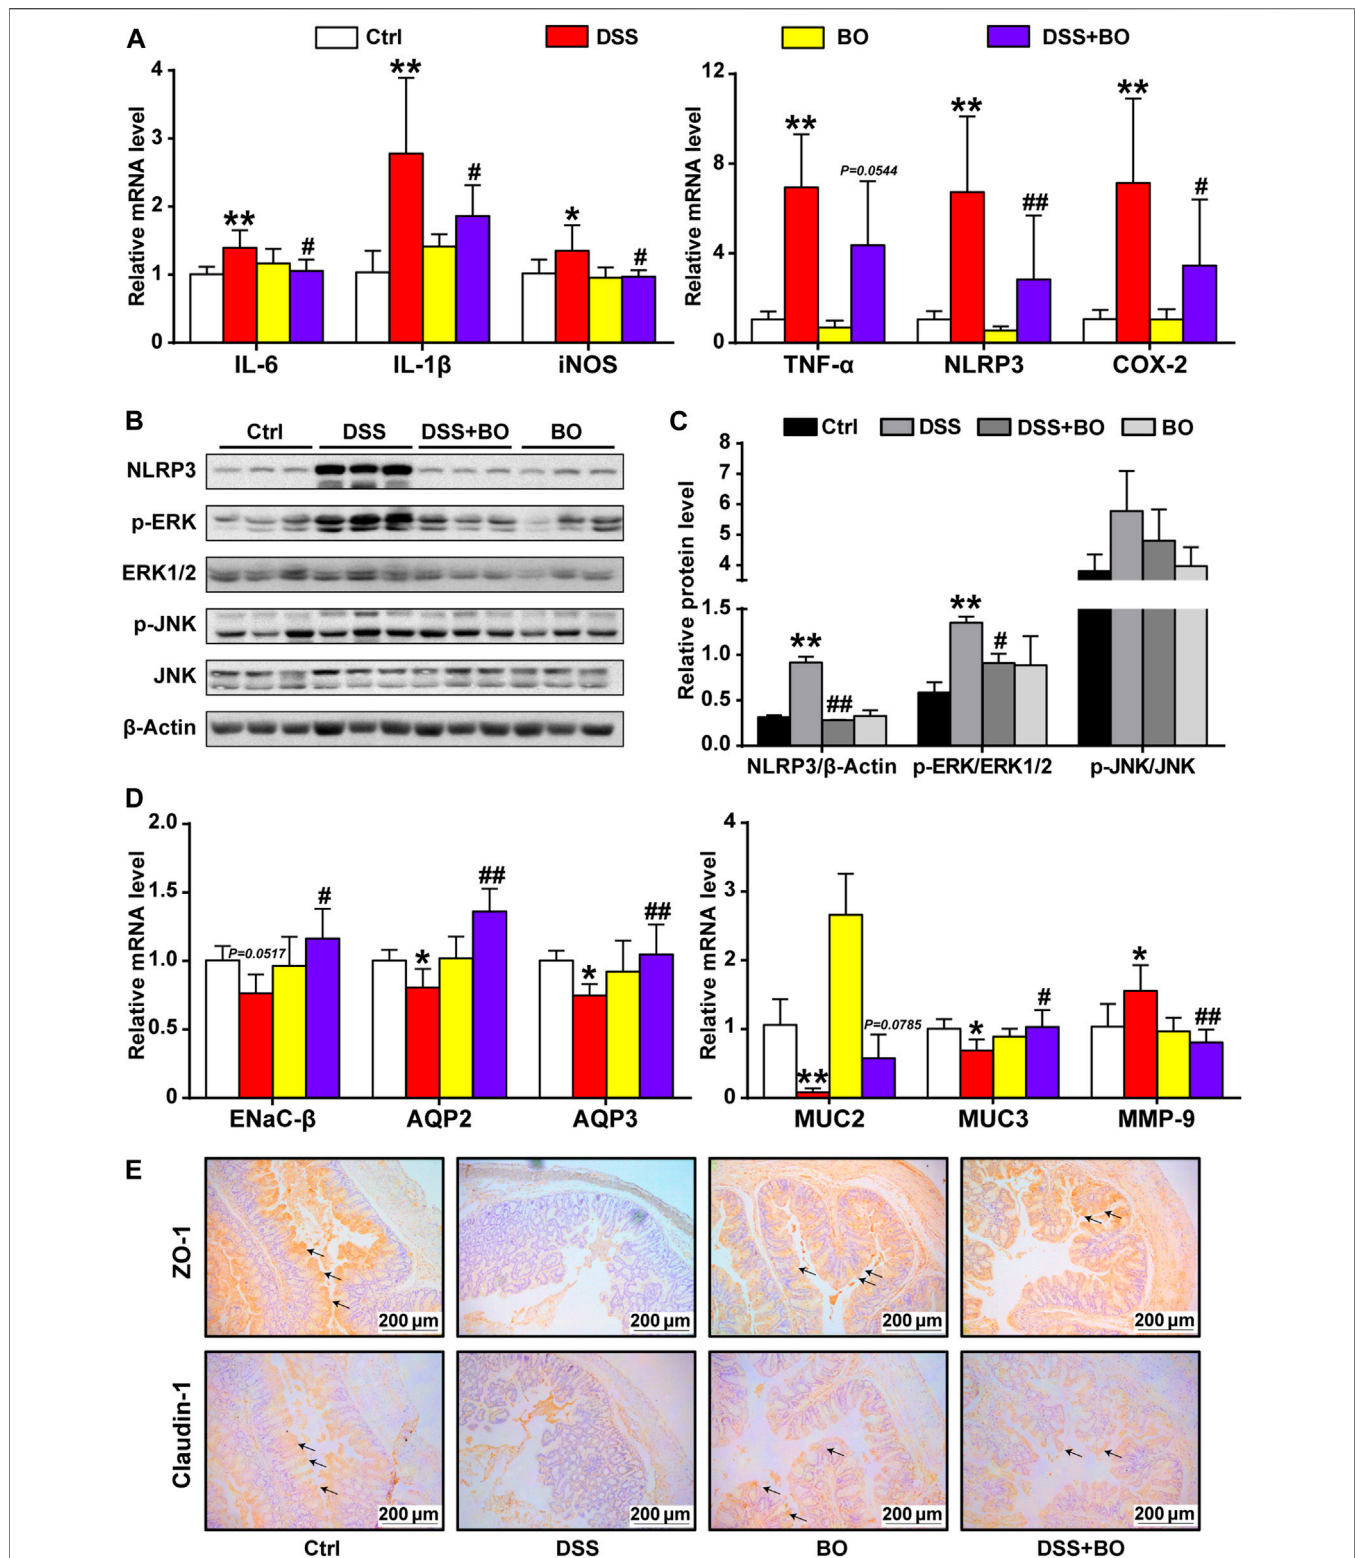 A
Ctrl DSS BO DSS+BO
Relative mRNA level
4
3
2
1
0
** # ** # * #
IL-6 IL-1β iNOS
Relative mRNA level
12
8
4
0
** P=0.0544 ** ## ** #
TNF-α NLRP3 COX-2
B
Ctrl DSS DSS+BO BO
NLRP3
p-ERK
ERK1/2
p-JNK
JNK
β-Actin
C
Ctrl DSS DSS+BO BO
Relative protein level
8
7
6
5
4
1.5
1.0
0.5
0.0
** ## ** #
NLRP3/β-Actin p-ERK/ERK1/2 p-JNK/JNK
D
Relative mRNA level
2.0
1.5
1.0
0.5
0
P=0.0517 # * ## * ##
ENaC-β AQP2 AQP3
Relative mRNA level
4
3
2
1
0
** P=0.0785 * # * ##
MUC2 MUC3 MMP-9
E
ZO-1
200 μm 200 μm 200 μm 200 μm
Claudin-1
200 μm 200 μm 200 μm 200 μm
Ctrl DSS BO DSS+BO